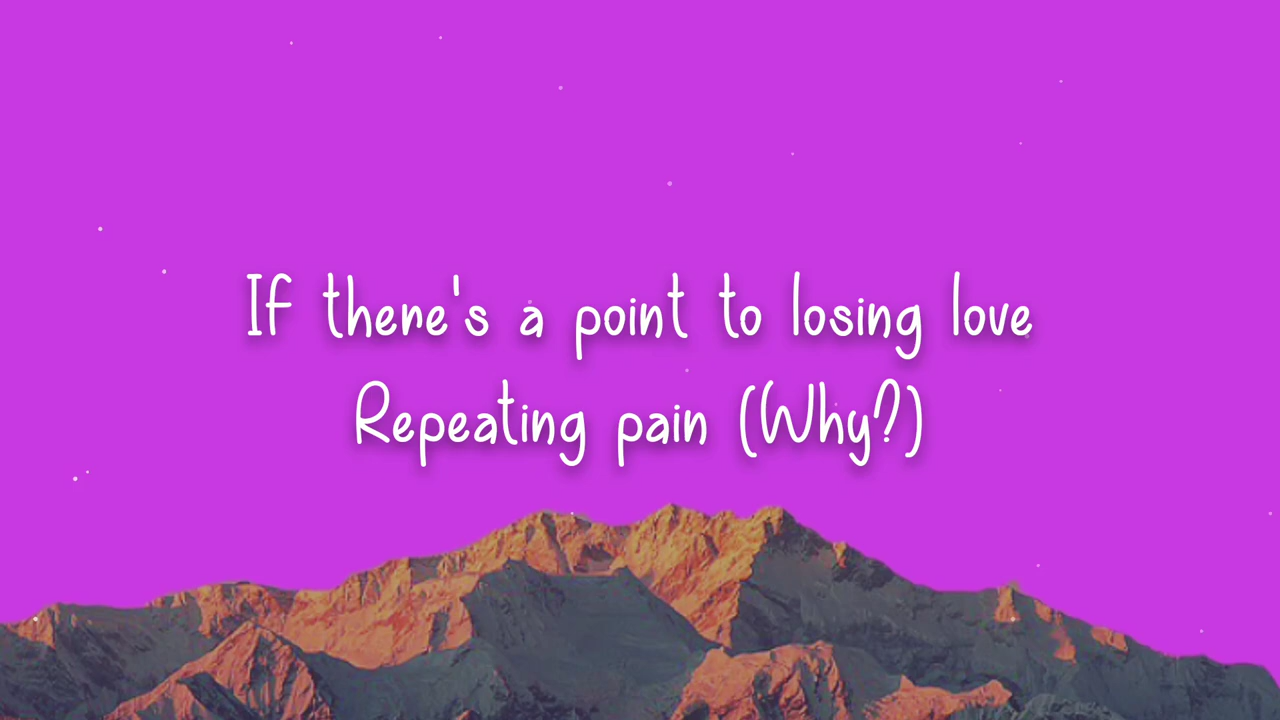 If there's a point to losing love
Repeating pain (Why?)